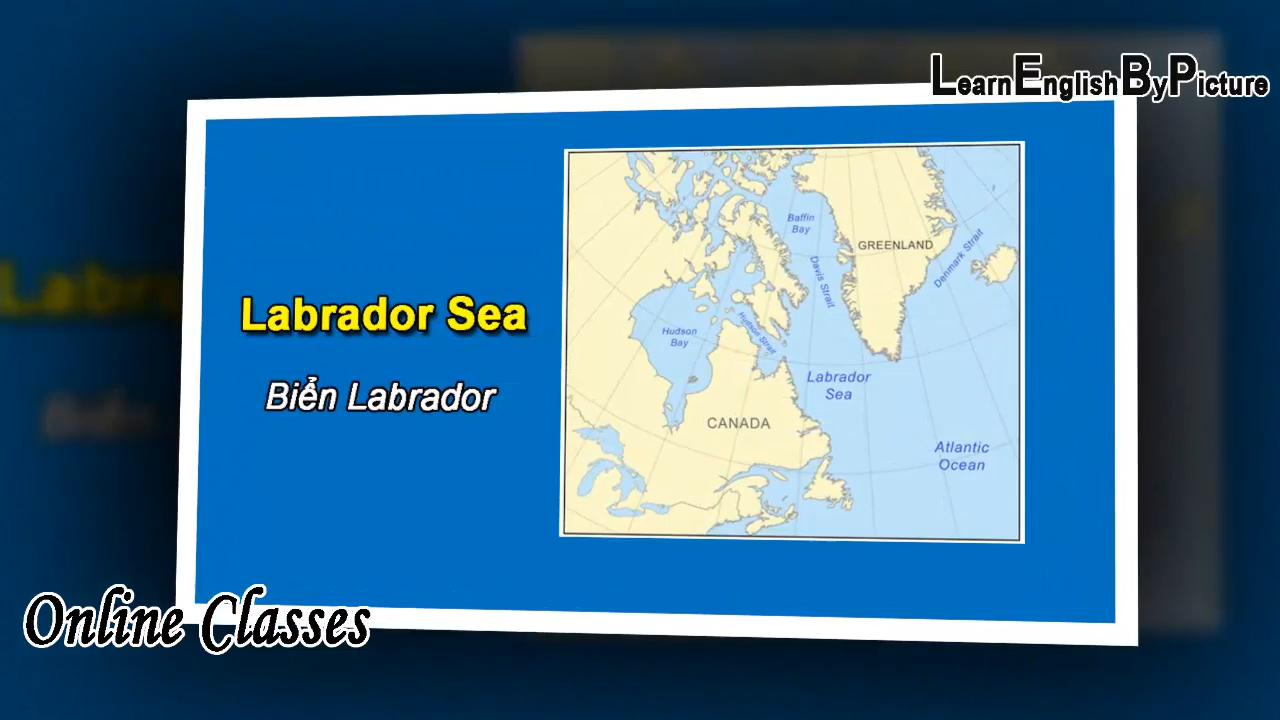 LearnEnglishByPicture
Labrador Sea
Biển Labrador
Baffin
Bay
GREENLAND
Davis Strait
Denmark Strait
Hudson
Bay
Hudson Strait
Labrador
Sea
CANADA
Atlantic
Ocean
Online Classes